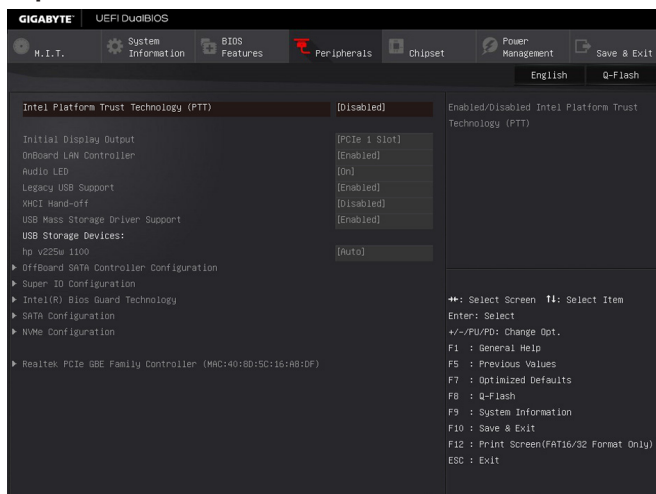 GIGABYTE™ UEFI DualBIOS
M.I.T.
System Information
BIOS Features
Peripherals
Chipset
Power Management
Save & Exit
English Q-Flash
Intel Platform Trust Technology (PTT) [Disabled]
Initial Display Output [PCIe 1 Slot]
OnBoard LAN Controller [Enabled]
Audio LED [On]
Legacy USB Support [Enabled]
XHCI Hand-off [Disabled]
USB Mass Storage Driver Support [Enabled]
USB Storage Devices:
hp v225w 1100 [Auto]
OffBoard SATA Controller Configuration
Super IO Configuration
Intel(R) Bios Guard Technology
SATA Configuration
NVMe Configuration
Realtek PCIe GBE Family Controller (MAC:40:8D:5C:16:A8:DF)
Enabled/Disabled Intel Platform Trust
Technology (PTT)
→←: Select Screen ↑↓: Select Item
Enter: Select
+/-/PU/PD: Change Opt.
F1 : General Help
F5 : Previous Values
F7 : Optimized Defaults
F8 : Q-Flash
F9 : System Information
F10 : Save & Exit
F12 : Print Screen(FAT16/32 Format Only)
ESC : Exit